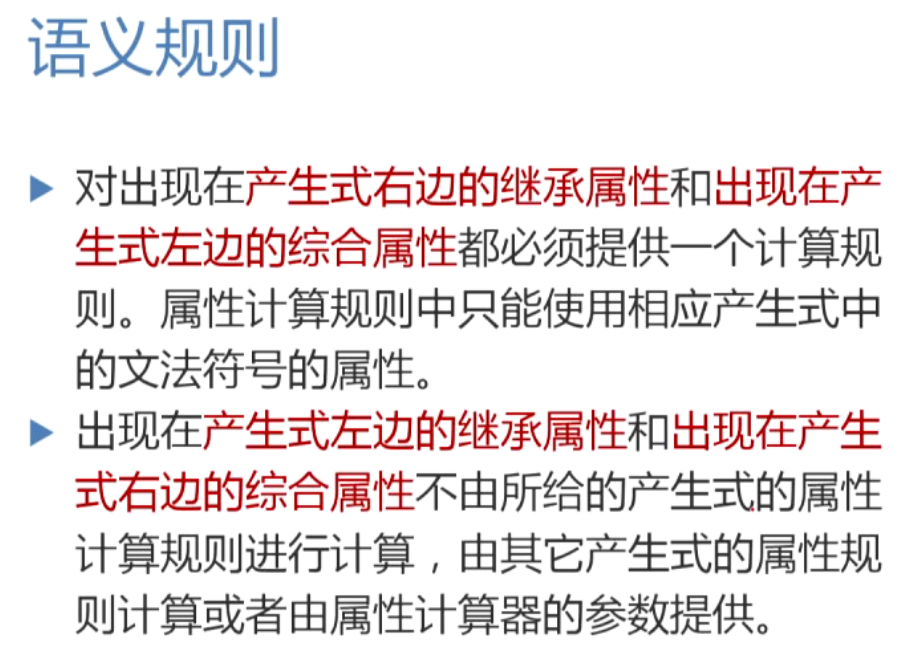 语义规则
▶ 对出现在产生式右边的继承属性和出现在产
生式左边的综合属性都必须提供一个计算规
则。属性计算规则中只能使用相应产生式中
的文法符号的属性。
▶ 出现在产生式左边的继承属性和出现在产生
式右边的综合属性不由所给的产生式的属性
计算规则进行计算，由其它产生式的属性规
则计算或者由属性计算器的参数提供。